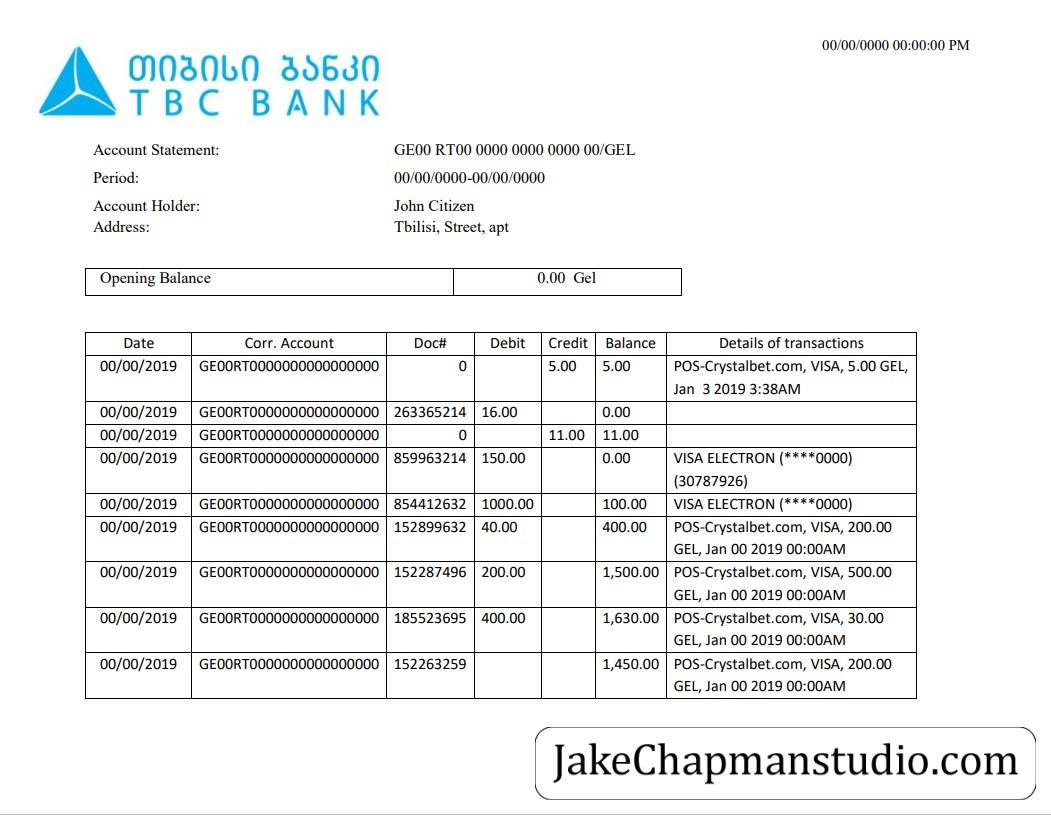 00/00/0000 00:00:00 PM
თიბისი ბანკი
TBC BANK
Account Statement: GE00 RT00 0000 0000 0000 00/GEL
Period: 00/00/0000-00/00/0000
Account Holder: John Citizen
Address: Tbilisi, Street, apt
Opening Balance 0.00 Gel
Date Corr. Account Doc# Debit Credit Balance Details of transactions
00/00/2019 GE00RT0000000000000000 0 5.00 5.00 POS-Crystalbet.com, VISA, 5.00 GEL,
Jan 3 2019 3:38AM
00/00/2019 GE00RT0000000000000000 263365214 16.00 0.00
00/00/2019 GE00RT0000000000000000 0 11.00 11.00
00/00/2019 GE00RT0000000000000000 859963214 150.00 0.00 VISA ELECTRON (****0000)
(30787926)
00/00/2019 GE00RT0000000000000000 854412632 1000.00 100.00 VISA ELECTRON (****0000)
00/00/2019 GE00RT0000000000000000 152899632 40.00 400.00 POS-Crystalbet.com, VISA, 200.00
GEL, Jan 00 2019 00:00AM
00/00/2019 GE00RT0000000000000000 152287496 200.00 1,500.00 POS-Crystalbet.com, VISA, 500.00
GEL, Jan 00 2019 00:00AM
00/00/2019 GE00RT0000000000000000 185523695 400.00 1,630.00 POS-Crystalbet.com, VISA, 30.00
GEL, Jan 00 2019 00:00AM
00/00/2019 GE00RT0000000000000000 152263259 1,450.00 POS-Crystalbet.com, VISA, 200.00
GEL, Jan 00 2019 00:00AM
JakeChapmanstudio.com